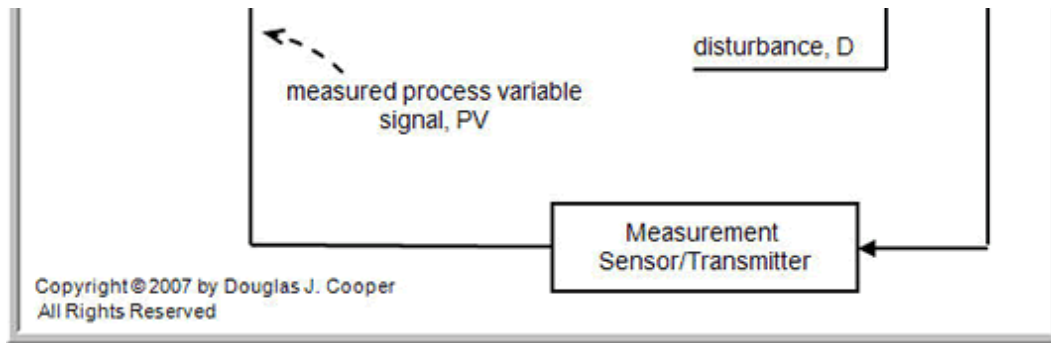 disturbance, D
measured process variable
signal, PV
Measurement
Sensor/Transmitter
Copyright © 2007 by Douglas J. Cooper
All Rights Reserved